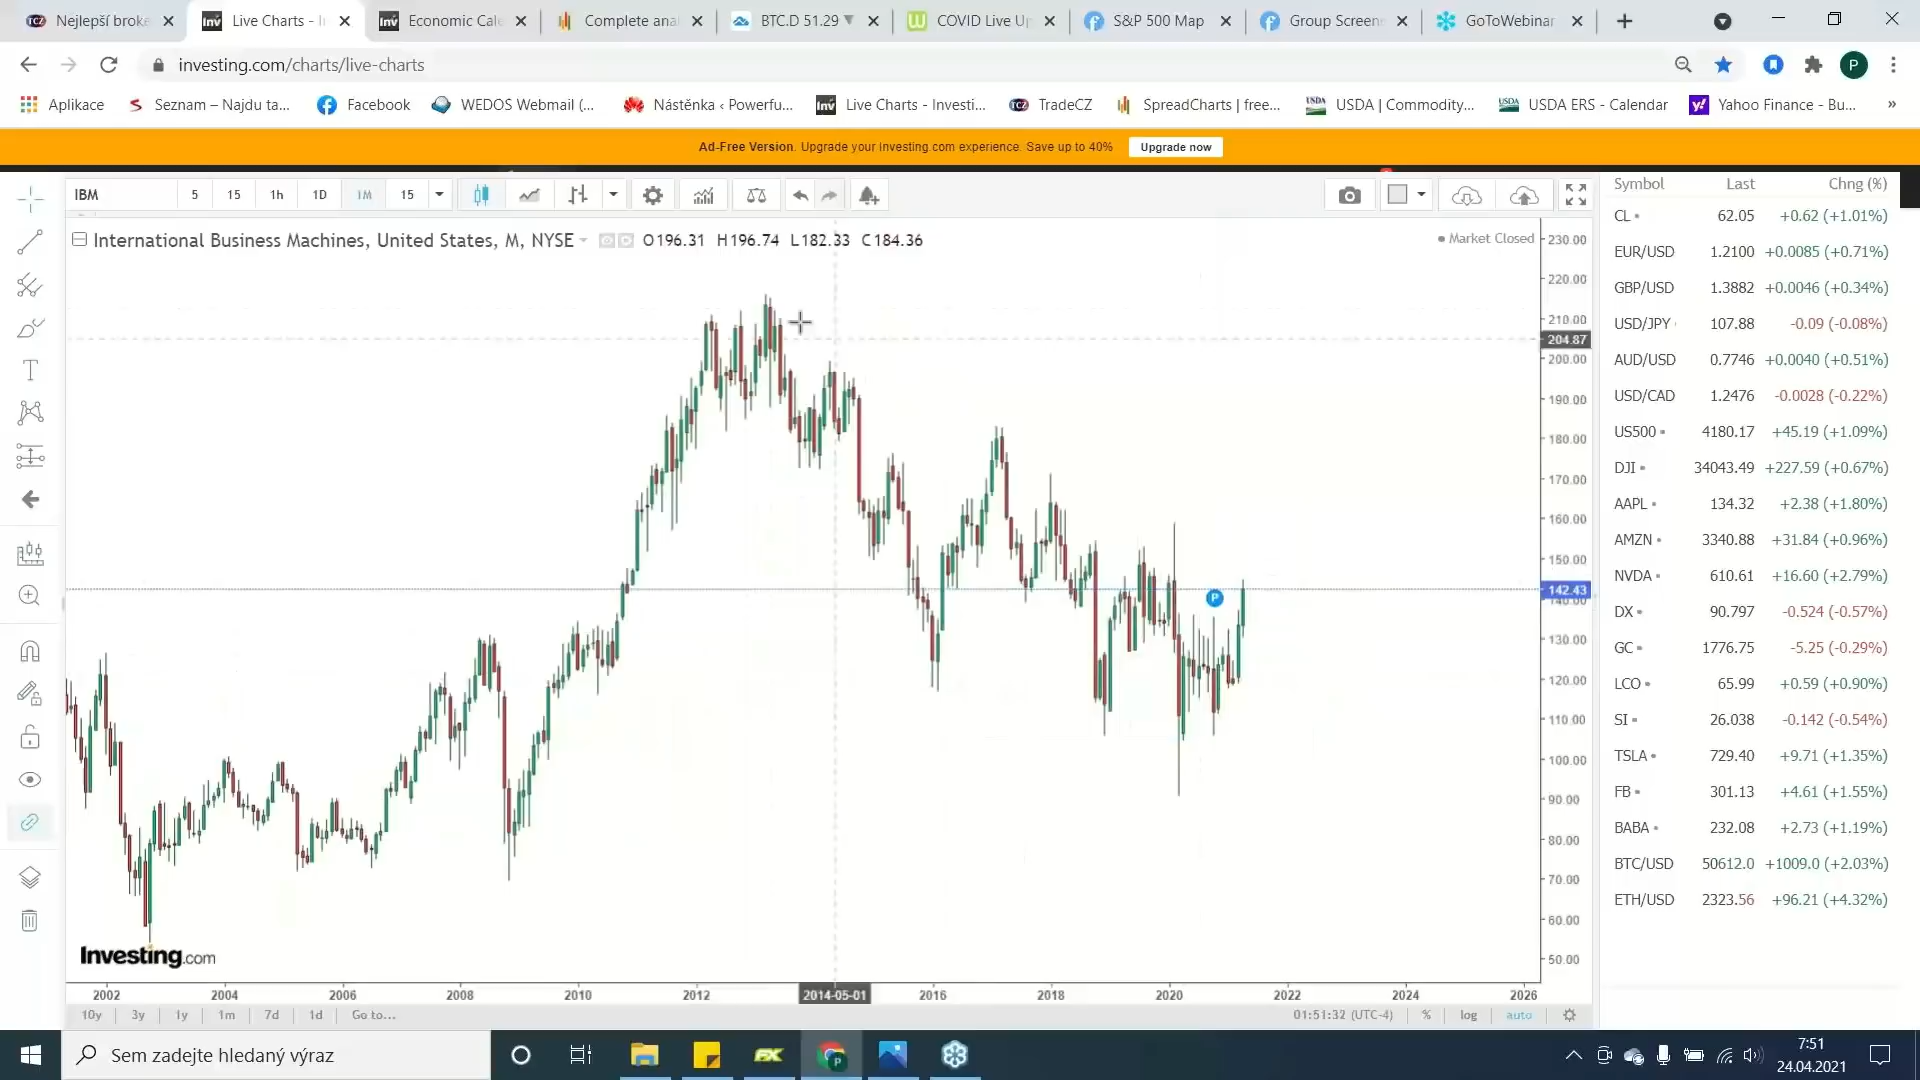 Nejlepší broke
Live Charts - I
Economic Cale
Complete anal
BTC.D 51.29 ▼
COVID Live Up
S&P 500 Map
Group Screens
GoToWebinar
investing.com/charts/live-charts
P
Aplikace
Seznam – Najdu ta...
Facebook
WEDOS Webmail (...
Nástěnka ‹ Powerfu...
Live Charts - Investi...
TradeCZ
SpreadCharts | free...
USDA | Commodity...
USDA ERS - Calendar
Yahoo Finance - Bu...
»
Ad-Free Version. Upgrade your Investing.com experience. Save up to 40%
Upgrade now
IBM 5 15 1h 1D 1M 15
International Business Machines, United States, M, NYSE O196.31 H196.74 L182.33 C184.36
Market Closed
230.00
220.00
210.00
204.87
200.00
190.00
180.00
170.00
160.00
150.00
142.43
140.00
130.00
120.00
110.00
100.00
90.00
80.00
70.00
60.00
50.00
P
Investing.com
2002 2004 2006 2008 2010 2012 2014-05-01 2016 2018 2020 2022 2024 2026
10y 3y 1y 1m 7d 1d Go to...
01:51:32 (UTC-4) % log auto
Symbol Last Chng (%)
CL 62.05 +0.62 (+1.01%)
EUR/USD 1.2100 +0.0085 (+0.71%)
GBP/USD 1.3882 +0.0046 (+0.34%)
USD/JPY 107.88 -0.09 (-0.08%)
AUD/USD 0.7746 +0.0040 (+0.51%)
USD/CAD 1.2476 -0.0028 (-0.22%)
US500 4180.17 +45.19 (+1.09%)
DJI 34043.49 +227.59 (+0.67%)
AAPL 134.32 +2.38 (+1.80%)
AMZN 3340.88 +31.84 (+0.96%)
NVDA 610.61 +16.60 (+2.79%)
DX 90.797 -0.524 (-0.57%)
GC 1776.75 -5.25 (-0.29%)
LCO 65.99 +0.59 (+0.90%)
SI 26.038 -0.142 (-0.54%)
TSLA 729.40 +9.71 (+1.35%)
FB 301.13 +4.61 (+1.55%)
BABA 232.08 +2.73 (+1.19%)
BTC/USD 50612.0 +1009.0 (+2.03%)
ETH/USD 2323.56 +96.21 (+4.32%)
Sem zadejte hledaný výraz
FX
7:51
24.04.2021